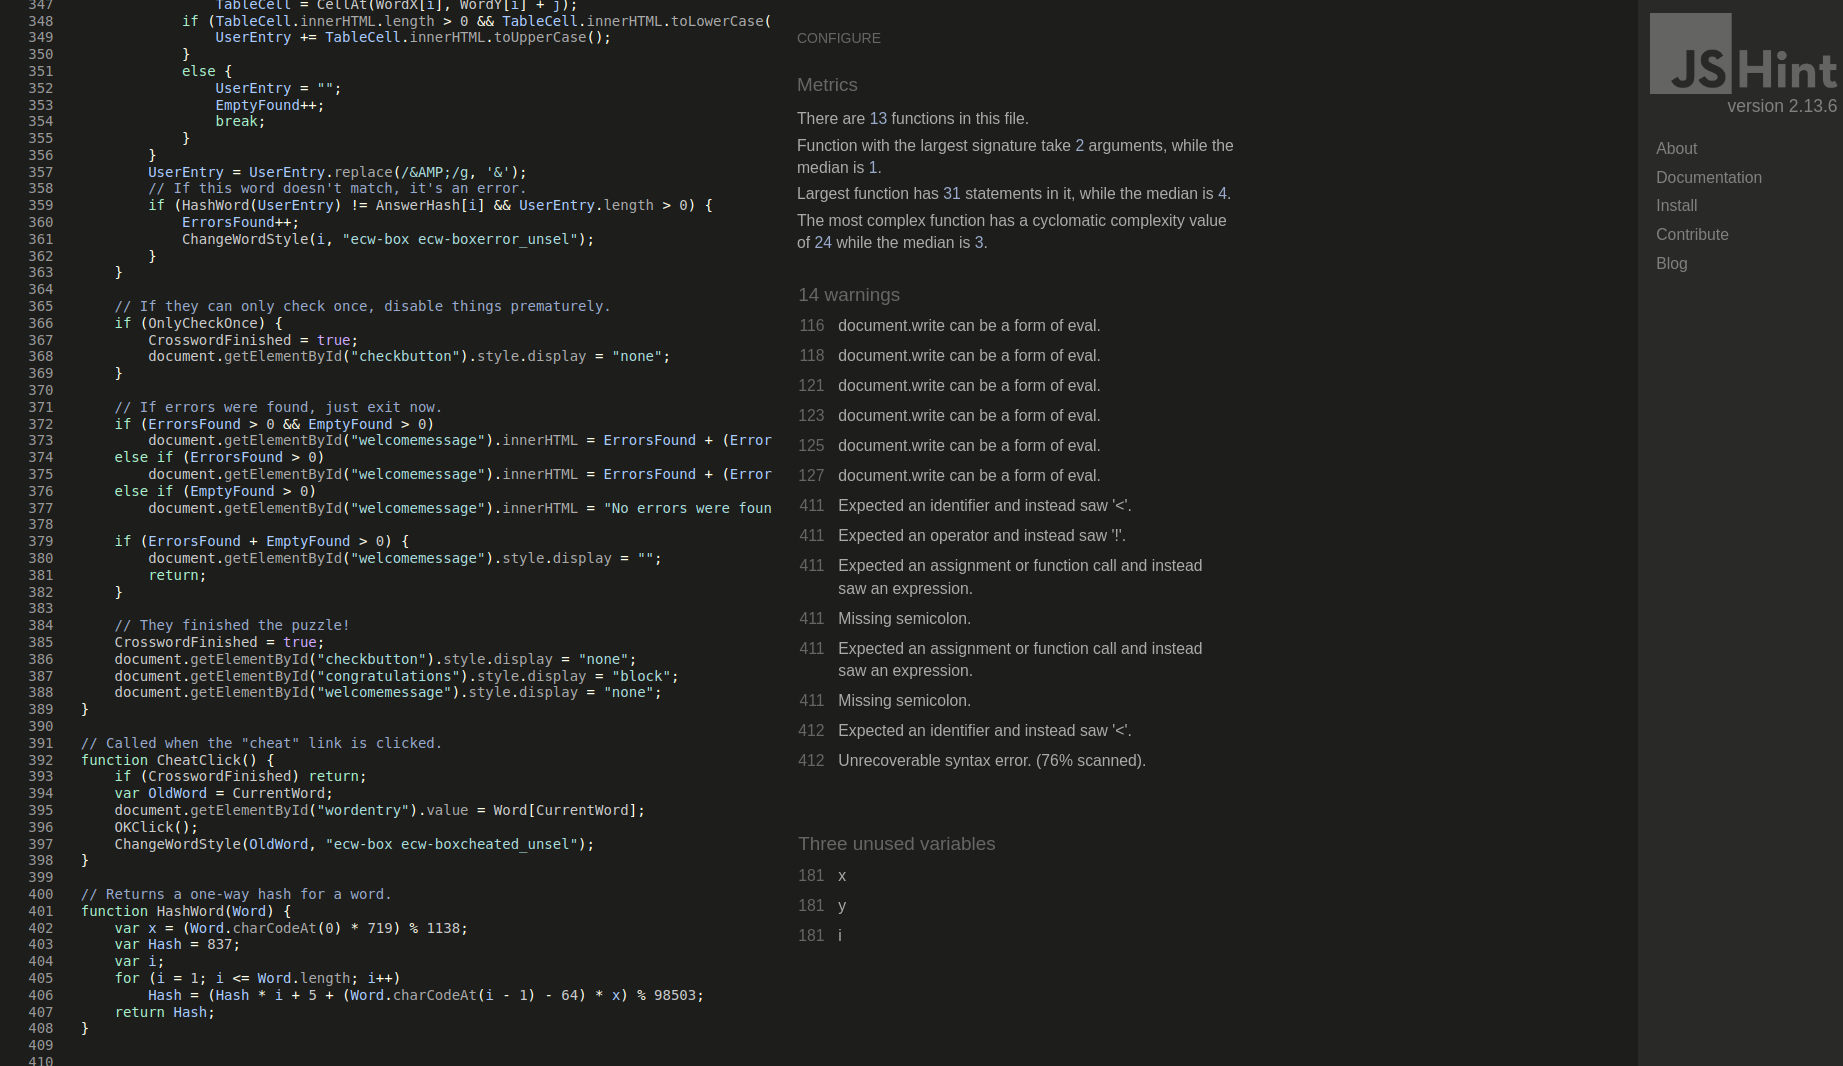 347 TableCell = CellAt(WordX[i], WordY[i] + j);
348 if (TableCell.innerHTML.length > 0 && TableCell.innerHTML.toLowerCase(
349 UserEntry += TableCell.innerHTML.toUpperCase();
350 }
351 else {
352 UserEntry = "";
353 EmptyFound++;
354 break;
355 }
356 }
357 UserEntry = UserEntry.replace(/&AMP;/g, '&');
358 // If this word doesn't match, it's an error.
359 if (HashWord(UserEntry) != AnswerHash[i] && UserEntry.length > 0) {
360 ErrorsFound++;
361 ChangeWordStyle(i, "ecw-box ecw-boxerror_unsel");
362 }
363 }
364
365 // If they can only check once, disable things prematurely.
366 if (OnlyCheckOnce) {
367 CrosswordFinished = true;
368 document.getElementById("checkbutton").style.display = "none";
369 }
370
371 // If errors were found, just exit now.
372 if (ErrorsFound > 0 && EmptyFound > 0)
373 document.getElementById("welcomemessage").innerHTML = ErrorsFound + (Error
374 else if (ErrorsFound > 0)
375 document.getElementById("welcomemessage").innerHTML = ErrorsFound + (Error
376 else if (EmptyFound > 0)
377 document.getElementById("welcomemessage").innerHTML = "No errors were foun
378
379 if (ErrorsFound + EmptyFound > 0) {
380 document.getElementById("welcomemessage").style.display = "";
381 return;
382 }
383
384 // They finished the puzzle!
385 CrosswordFinished = true;
386 document.getElementById("checkbutton").style.display = "none";
387 document.getElementById("congratulations").style.display = "block";
388 document.getElementById("welcomemessage").style.display = "none";
389 }
390
391 // Called when the "cheat" link is clicked.
392 function CheatClick() {
393 if (CrosswordFinished) return;
394 var OldWord = CurrentWord;
395 document.getElementById("wordentry").value = Word[CurrentWord];
396 OKClick();
397 ChangeWordStyle(OldWord, "ecw-box ecw-boxcheated_unsel");
398 }
399
400 // Returns a one-way hash for a word.
401 function HashWord(Word) {
402 var x = (Word.charCodeAt(0) * 719) % 1138;
403 var Hash = 837;
404 var i;
405 for (i = 1; i <= Word.length; i++)
406 Hash = (Hash * i + 5 + (Word.charCodeAt(i - 1) - 64) * x) % 98503;
407 return Hash;
408 }
409
410
CONFIGURE
Metrics
There are 13 functions in this file.
Function with the largest signature take 2 arguments, while the
median is 1.
Largest function has 31 statements in it, while the median is 4.
The most complex function has a cyclomatic complexity value
of 24 while the median is 3.
14 warnings
116 document.write can be a form of eval.
118 document.write can be a form of eval.
121 document.write can be a form of eval.
123 document.write can be a form of eval.
125 document.write can be a form of eval.
127 document.write can be a form of eval.
411 Expected an identifier and instead saw '<'.
411 Expected an operator and instead saw '!'.
411 Expected an assignment or function call and instead
saw an expression.
411 Missing semicolon.
411 Expected an assignment or function call and instead
saw an expression.
411 Missing semicolon.
412 Expected an identifier and instead saw '<'.
412 Unrecoverable syntax error. (76% scanned).
Three unused variables
181 x
181 y
181 i
JSHint
version 2.13.6
About
Documentation
Install
Contribute
Blog